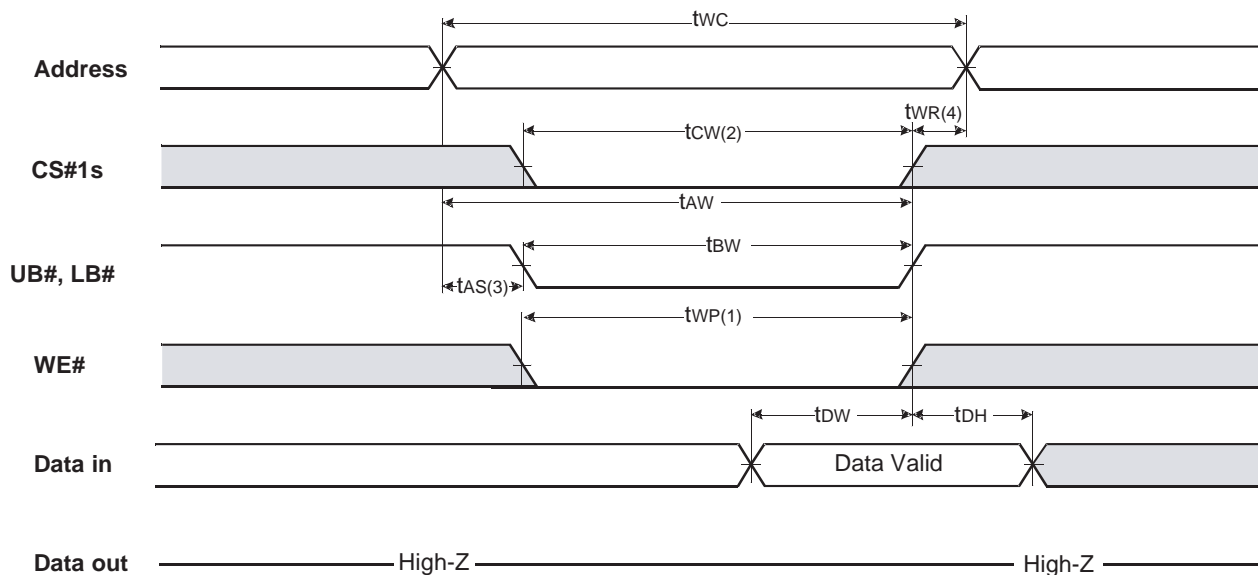 tWC
Address
tWR(4)
tCW(2)
CS#1s
tAW
tBW
UB#, LB#
tAS(3)
tWP(1)
WE#
tDW
tDH
Data in
Data Valid
Data out
High-Z
High-Z